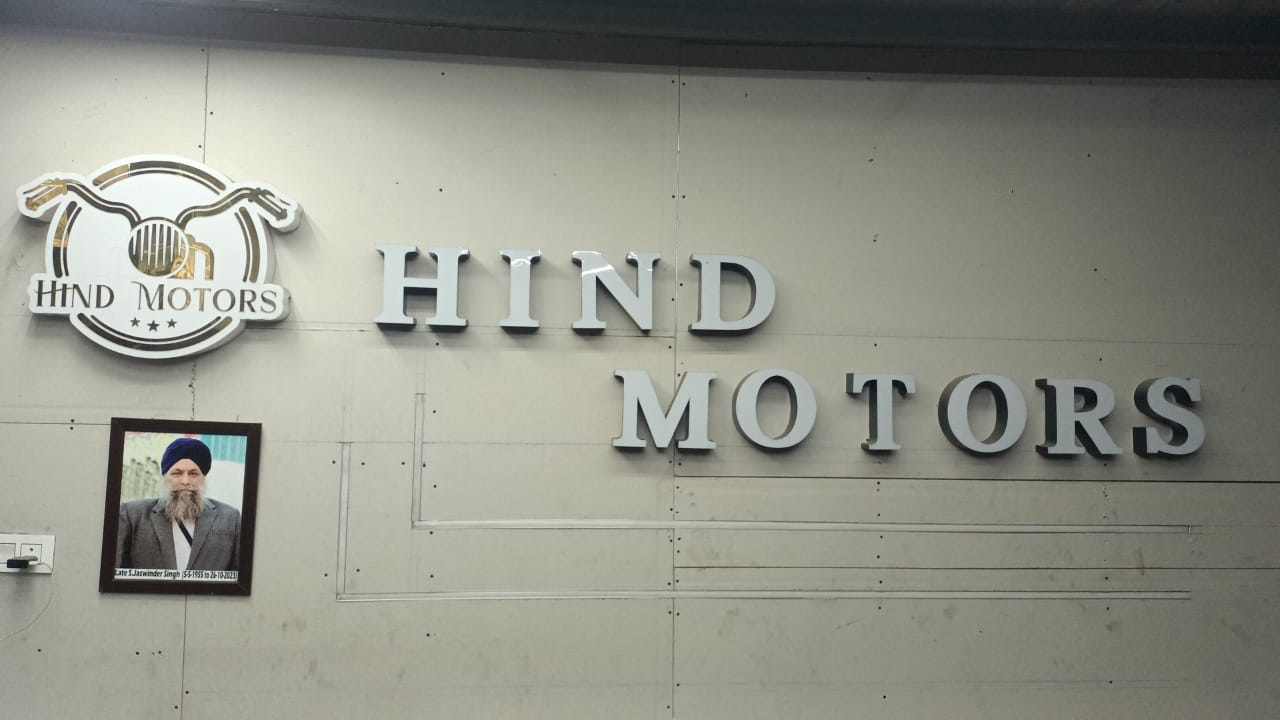 HIND MOTORS
HIND
MOTORS
Late S.Jaswinder Singh (5-5-1955 to 26-10-2023)